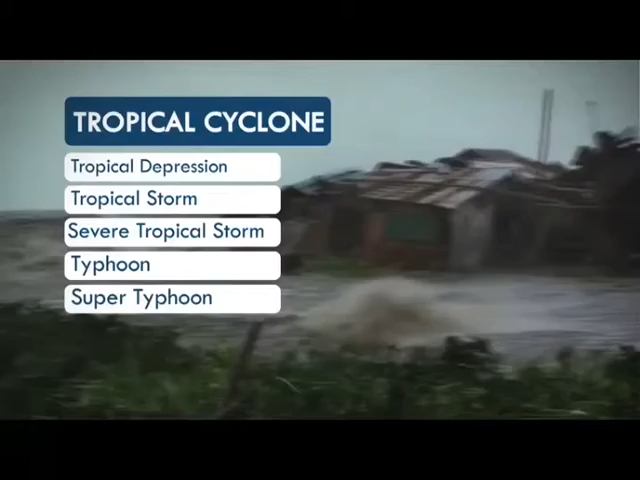 TROPICAL CYCLONE
Tropical Depression
Tropical Storm
Severe Tropical Storm
Typhoon
Super Typhoon